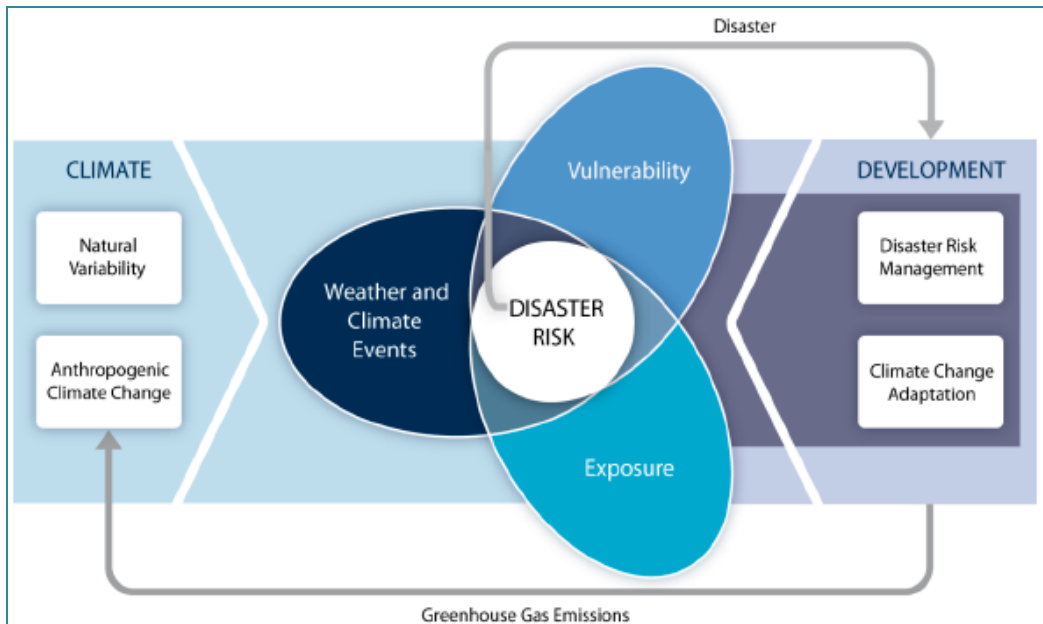 Disaster
CLIMATE
Natural
Variability
Anthropogenic
Climate Change
Vulnerability
Weather and
Climate
Events
DISASTER
RISK
Exposure
DEVELOPMENT
Disaster Risk
Management
Climate Change
Adaptation
Greenhouse Gas Emissions